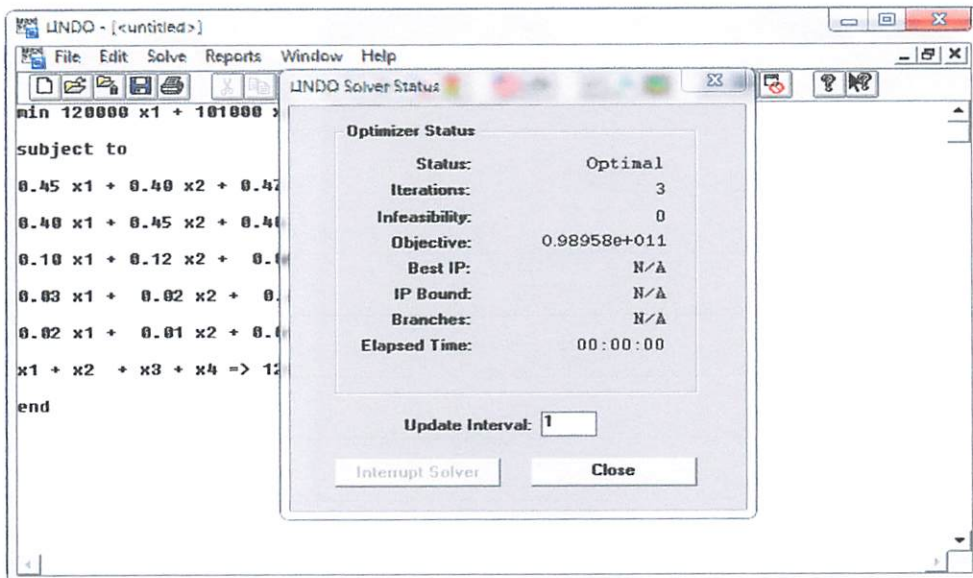 LINDO - [<untitled>]
File Edit Solve Reports Window Help
LINDO Solver Status
min 120000 x1 + 101000
subject to
0.45 x1 + 0.40 x2 + 0.47
0.40 x1 + 0.45 x2 +
0.10 x1 + 0.12 x2 +
0.03 x1 + 0.02 x2 +
0.02 x1 + 0.01 x2 +
x1 + x2 + x3 + x4 =>
end
Optimizer Status
Status: Optimal
Iterations: 3
Infeasibility: 0
Objective: 0.98958e+011
Best IP: N/A
IP Bound: N/A
Branches: N/A
Elapsed Time: 00:00:00
Update Interval: 1
Interrupt Solver Close